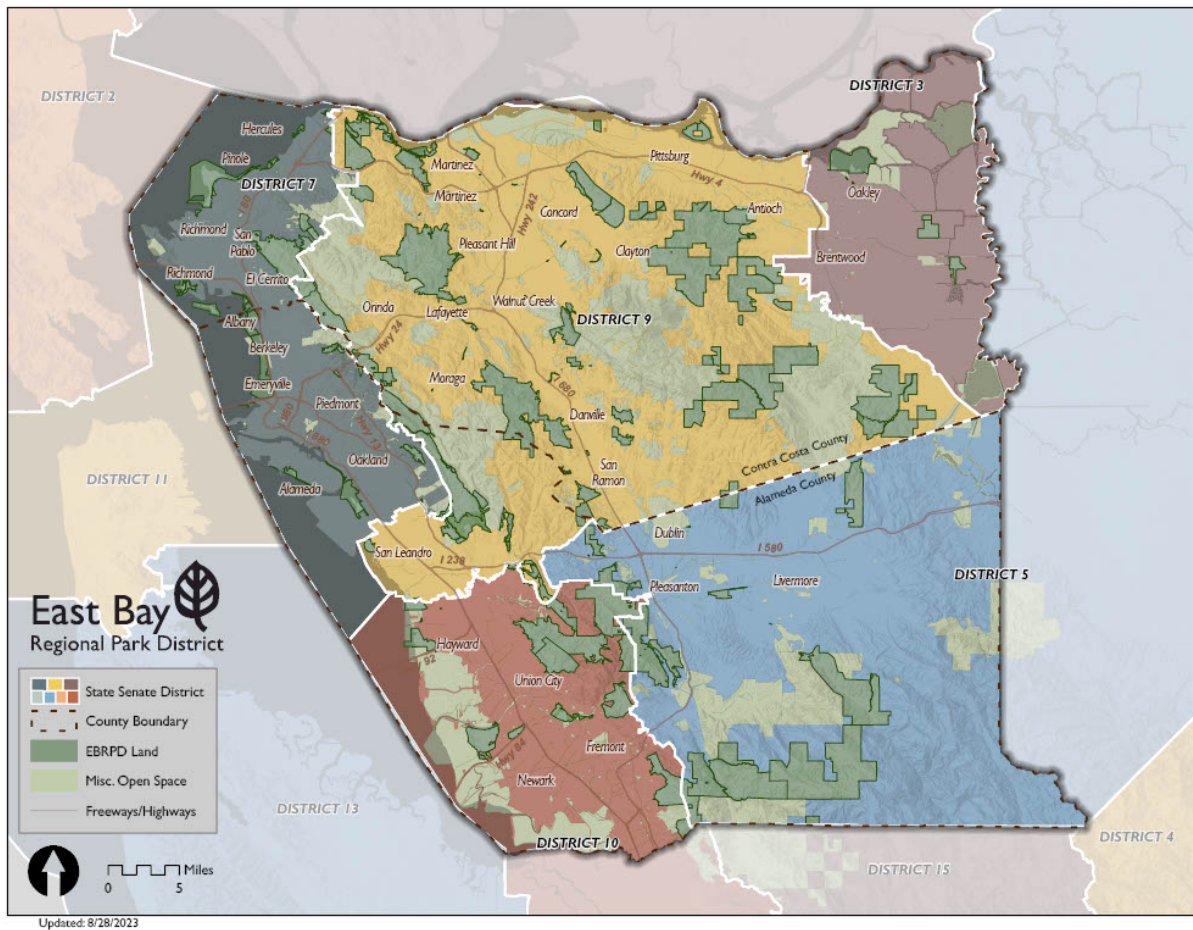 DISTRICT 2
DISTRICT 3
Hercules
Pinole
DISTRICT 7
80
Richmond
San
Pablo
Richmond
El Cerrito
Albany
Berkeley
Emeryville
Piedmont
I 980
I 880
Hwy 13
Oakland
Alameda
Martinez
Martinez
Hwy 242
Pittsburg
Hwy 4
Concord
Antioch
Pleasant Hill
Clayton
Oakley
Brentwood
Orinda
Lafayette
Walnut Creek
Hwy 24
DISTRICT 9
Moraga
I 680
Danville
San
Ramon
Contra Costa County
Alameda County
DISTRICT 11
San Leandro
I 238
Dublin
I 580
Pleasanton
Livermore
DISTRICT 5
Hayward
92
Union City
Fremont
Hwy 84
Newark
DISTRICT 10
DISTRICT 13
DISTRICT 15
DISTRICT 4
East Bay
Regional Park District
State Senate District
County Boundary
EBRPD Land
Misc. Open Space
Freeways/Highways
Miles
0 5
Updated: 8/28/2023